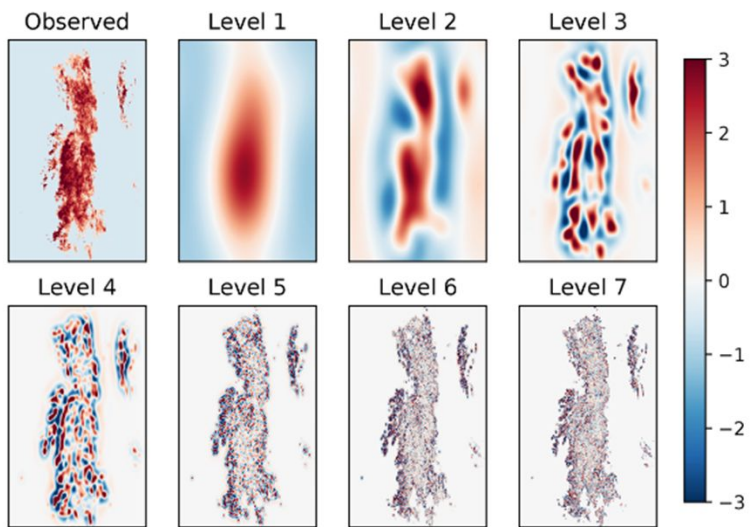 Observed
Level 1
Level 2
Level 3
3
2
1
0
−1
−2
−3
Level 4
Level 5
Level 6
Level 7